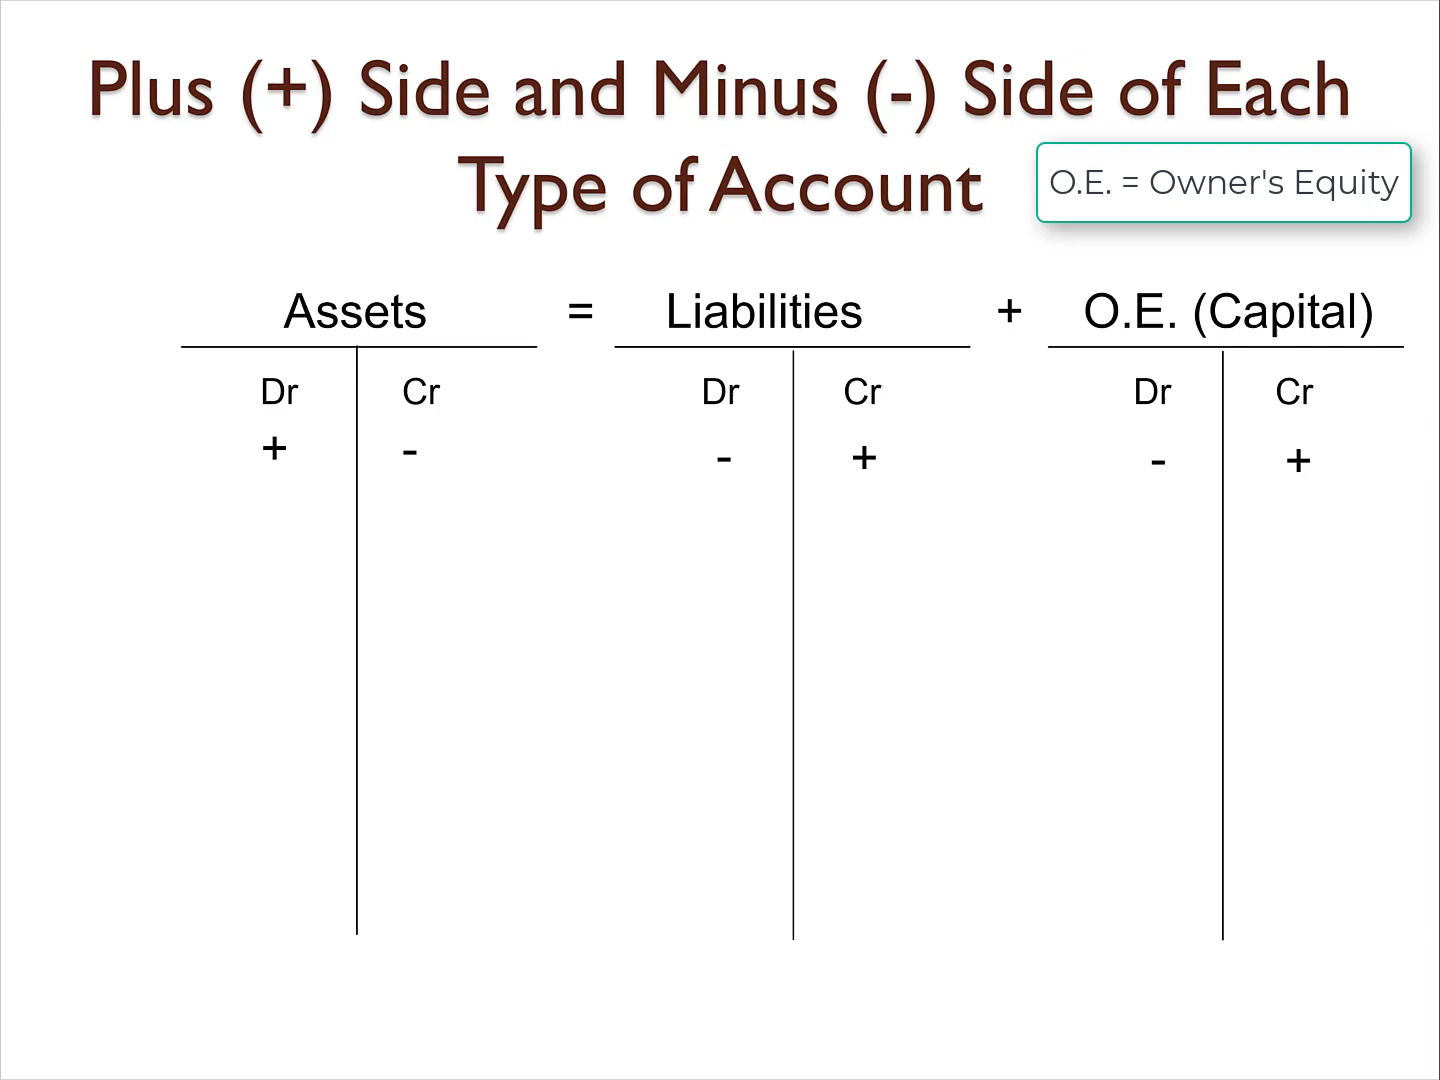 Plus (+) Side and Minus (-) Side of Each
Type of Account
O.E. = Owner's Equity
Assets = Liabilities + O.E. (Capital)
Dr Cr Dr Cr Dr Cr
+ - - + - +